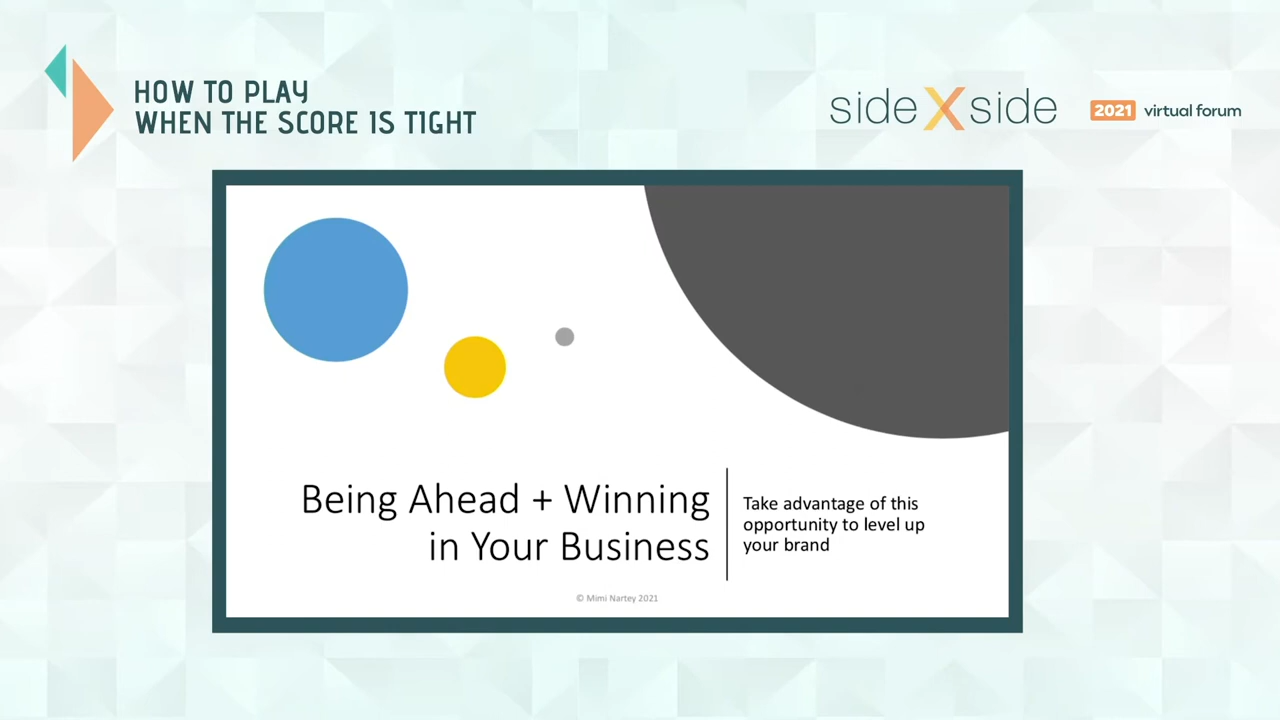 HOW TO PLAY
WHEN THE SCORE IS TIGHT
side X side
2021 virtual forum
Being Ahead + Winning
in Your Business
Take advantage of this
opportunity to level up
your brand
© Mimi Nartey 2021